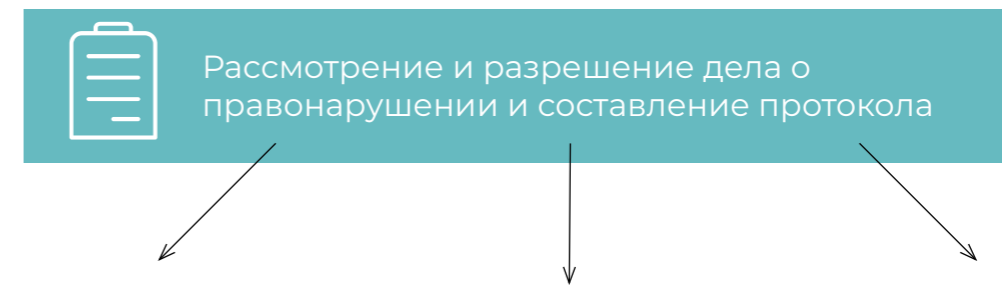 Рассмотрение и разрешение дела о
правонарушении и составление протокола